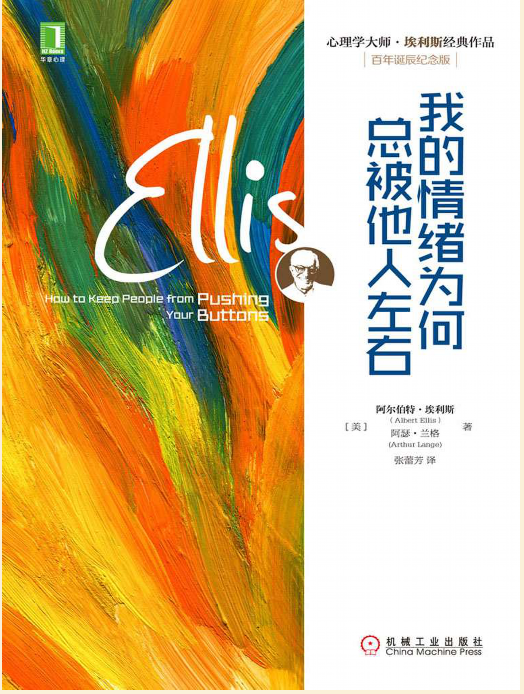 HZ Books
华章心理
心理学大师·埃利斯经典作品
百年诞辰纪念版
我的情绪为何
总被他人左右
Ellis
How to Keep People from Pushing
Your Buttons
[美]
阿尔伯特·埃利斯
(Albert Ellis)
阿瑟·兰格
(Arthur Lange)
著
张蕾芳 译
机械工业出版社
China Machine Press